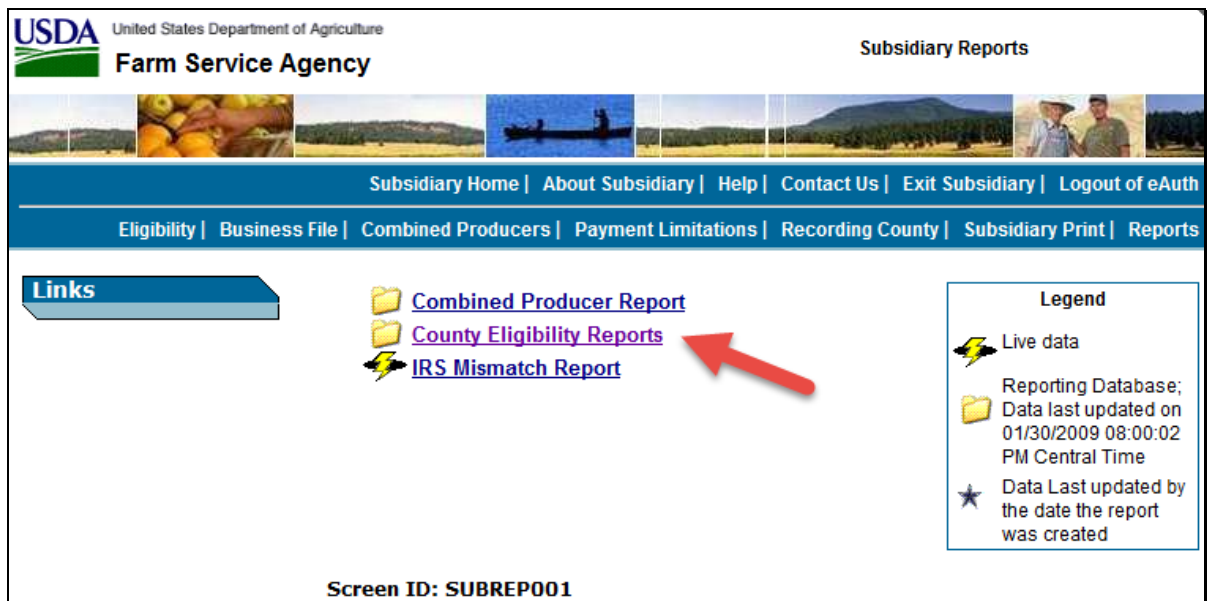 USDA
United States Department of Agriculture
Farm Service Agency
Subsidiary Reports
Subsidiary Home | About Subsidiary | Help | Contact Us | Exit Subsidiary | Logout of eAuth
Eligibility | Business File | Combined Producers | Payment Limitations | Recording County | Subsidiary Print | Reports
Links
Combined Producer Report
County Eligibility Reports
IRS Mismatch Report
Legend
Live data
Reporting Database;
Data last updated on
01/30/2009 08:00:02
PM Central Time
Data Last updated by
the date the report
was created
Screen ID: SUBREP001